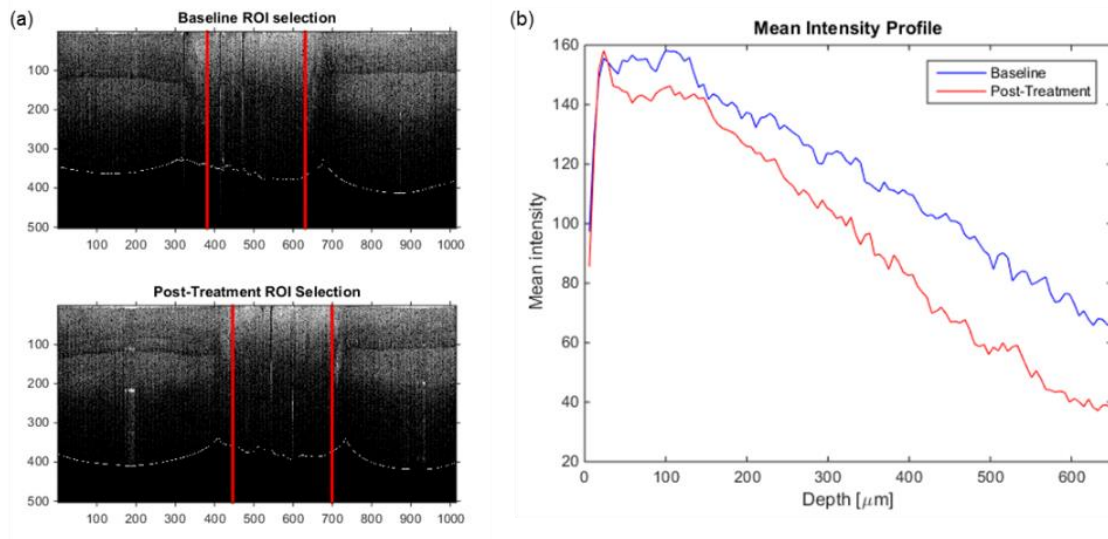 (a)
Baseline ROI selection
100
200
300
400
500
100 200 300 400 500 600 700 800 900 1000
Post-Treatment ROI Selection
100
200
300
400
500
100 200 300 400 500 600 700 800 900 1000
(b)
Mean Intensity Profile
160
140
120
100
80
60
40
20
Mean intensity
Baseline
Post-Treatment
0 100 200 300 400 500 600
Depth [μm]